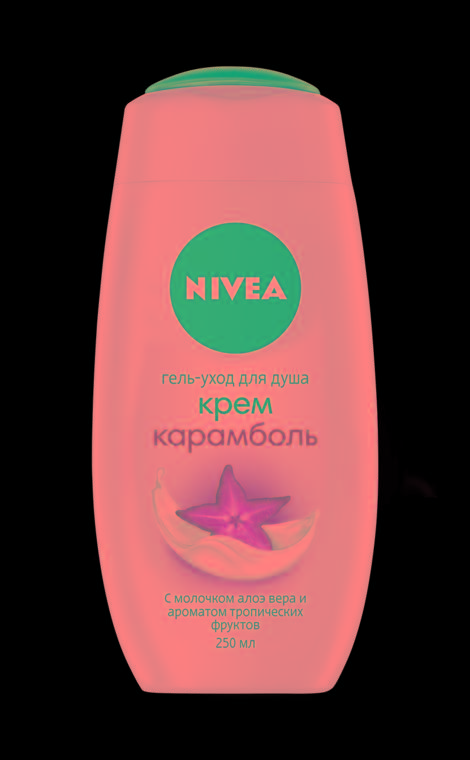 NIVEA
гель-уход для душа
крем
карамболь
С молочком алоэ вера и
ароматом тропических
фруктов
250 мл